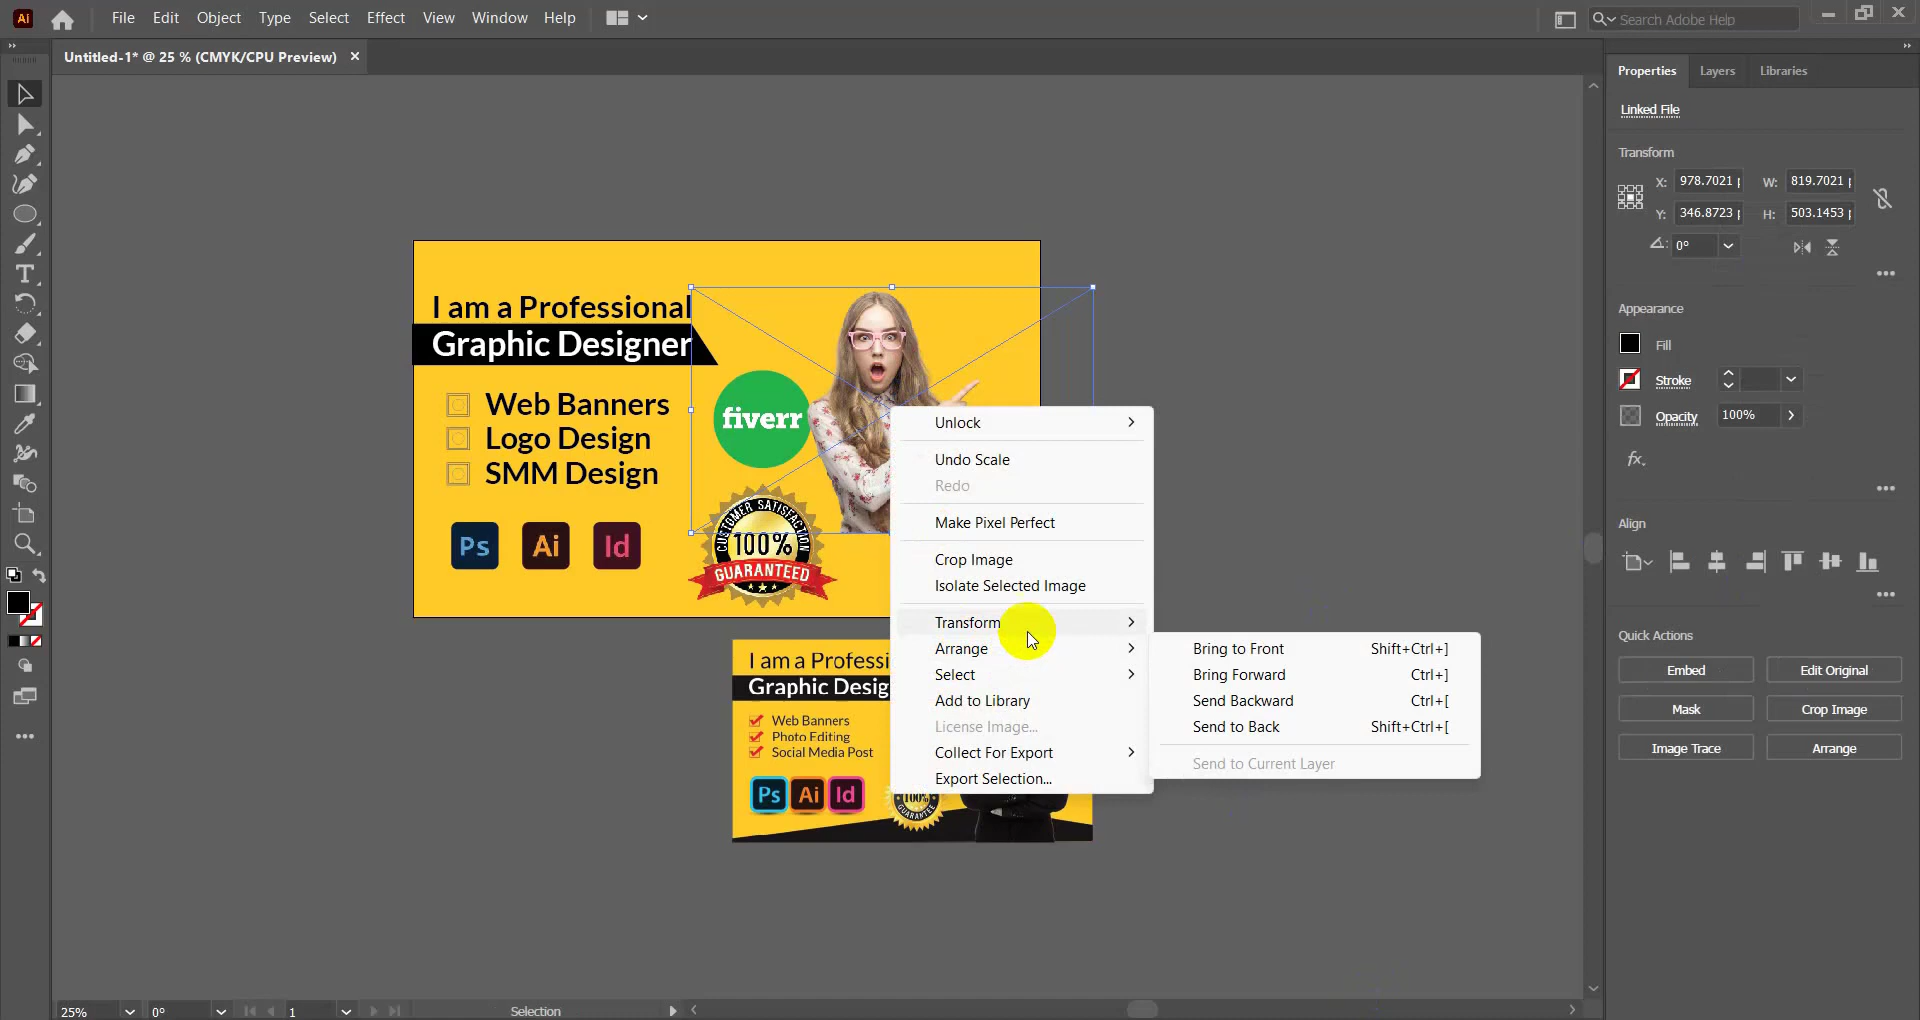 Ai File Edit Object Type Select Effect View Window Help Search Adobe Help
Untitled-1* @ 25 % (CMYK/CPU Preview)
Properties Layers Libraries
Linked File
Transform
X: 978.7021 p W: 819.7021 p
Y: 346.8723 p H: 503.1453 p
0°
Appearance
Fill
Stroke
Opacity 100%
fx.
Align
Quick Actions
Embed Edit Original
Mask Crop Image
Image Trace Arrange
I am a Professional
Graphic Designer
Web Banners
Logo Design
SMM Design
fiverr
Ps Ai Id
CUSTOMER SATISFACTION
100%
GUARANTEED
Unlock
Undo Scale
Redo
Make Pixel Perfect
Crop Image
Isolate Selected Image
Transform
Arrange
Select
Add to Library
License Image...
Collect For Export
Export Selection...
Bring to Front Shift+Ctrl+]
Bring Forward Ctrl+]
Send Backward Ctrl+[
Send to Back Shift+Ctrl+[
Send to Current Layer
I am a Professi
Graphic Desig
Web Banners
Photo Editing
Social Media Post
Ps Ai Id
100%
GUARANTEE
25% 0° 1 Selection